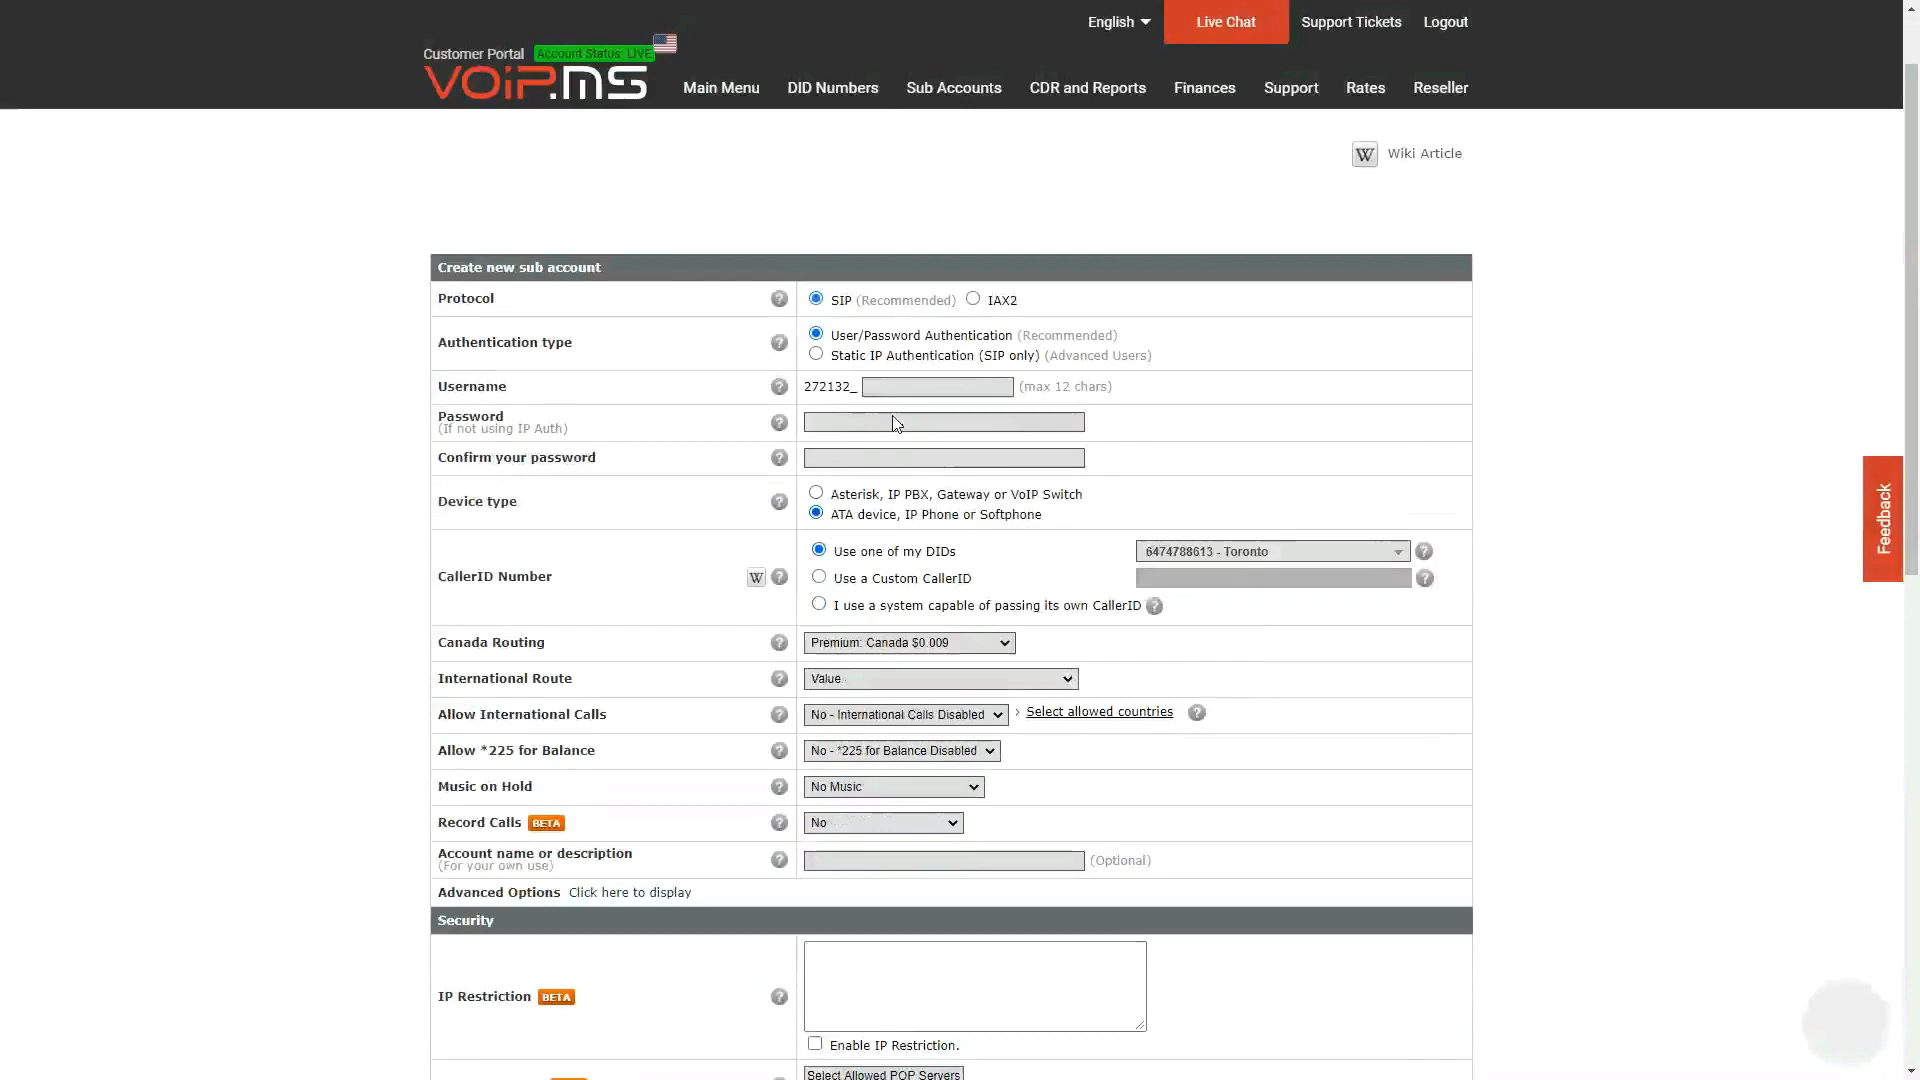 English
Live Chat
Support Tickets
Logout
Customer Portal
Account Status: LIVE
VOiP.MS
Main Menu
DID Numbers
Sub Accounts
CDR and Reports
Finances
Support
Rates
Reseller
W Wiki Article
Create new sub account
Protocol ? SIP (Recommended) IAX2
Authentication type ? User/Password Authentication (Recommended)
Static IP Authentication (SIP only) (Advanced Users)
Username ? 272132_ (max 12 chars)
Password
(If not using IP Auth) ?
Confirm your password ?
Device type ? Asterisk, IP PBX, Gateway or VoIP Switch
ATA device, IP Phone or Softphone
CallerID Number W ? Use one of my DIDs 6474788613 - Toronto ?
Use a Custom CallerID ?
I use a system capable of passing its own CallerID ?
Canada Routing ? Premium: Canada $0.009
International Route ? Value
Allow International Calls ? No - International Calls Disabled › Select allowed countries ?
Allow *225 for Balance ? No - *225 for Balance Disabled
Music on Hold ? No Music
Record Calls BETA ? No
Account name or description
(For your own use) ? (Optional)
Advanced Options Click here to display
Security
IP Restriction BETA ?
Enable IP Restriction.
Select Allowed POP Servers
Feedback